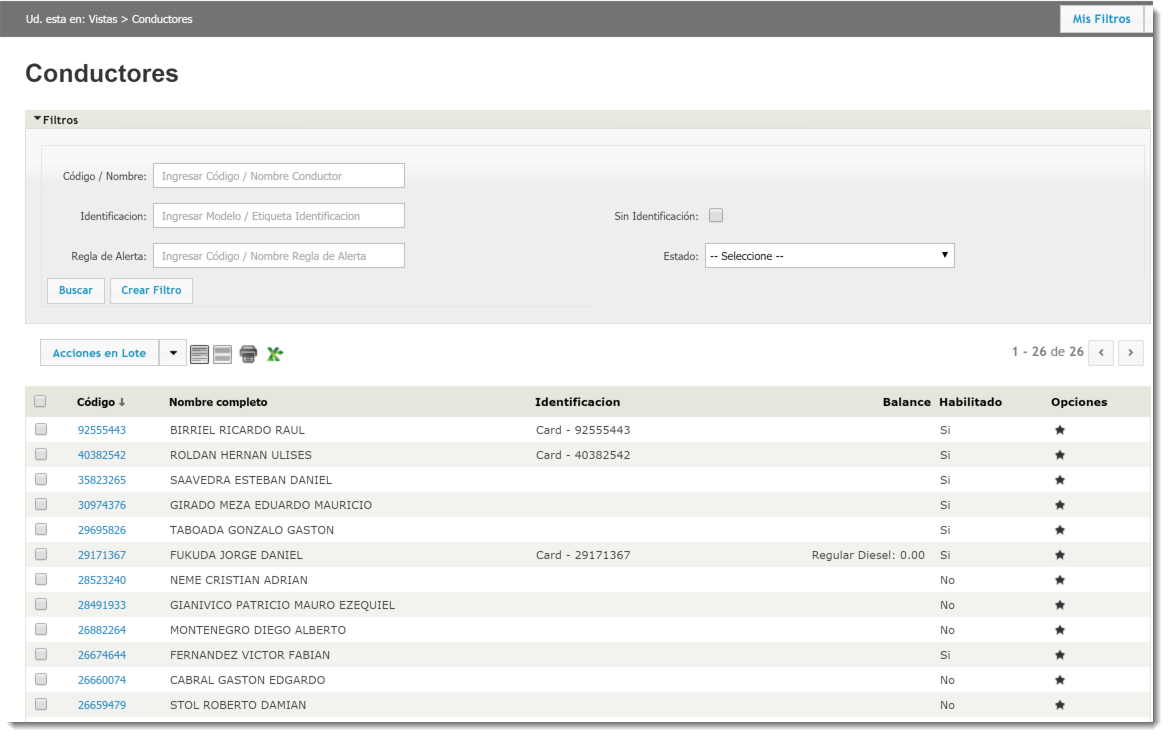 Ud. esta en: Vistas > Conductores
Mis Filtros
Conductores
Filtros
Código / Nombre: Ingresar Código / Nombre Conductor
Identificacion: Ingresar Modelo / Etiqueta Identificacion Sin Identificación:
Regla de Alerta: Ingresar Código / Nombre Regla de Alerta Estado: -- Seleccione --
Buscar Crear Filtro
Acciones en Lote 1 - 26 de 26
Código Nombre completo Identificacion Balance Habilitado Opciones
92555443 BIRRIEL RICARDO RAUL Card - 92555443 Si
40382542 ROLDAN HERNAN ULISES Card - 40382542 Si
35823265 SAAVEDRA ESTEBAN DANIEL Si
30974376 GIRADO MEZA EDUARDO MAURICIO Si
29695826 TABOADA GONZALO GASTON Si
29171367 FUKUDA JORGE DANIEL Card - 29171367 Regular Diesel: 0.00 Si
28523240 NEME CRISTIAN ADRIAN No
28491933 GIANIVICO PATRICIO MAURO EZEQUIEL No
26882264 MONTENEGRO DIEGO ALBERTO No
26674644 FERNANDEZ VICTOR FABIAN Si
26660074 CABRAL GASTON EDGARDO No
26659479 STOL ROBERTO DAMIAN No